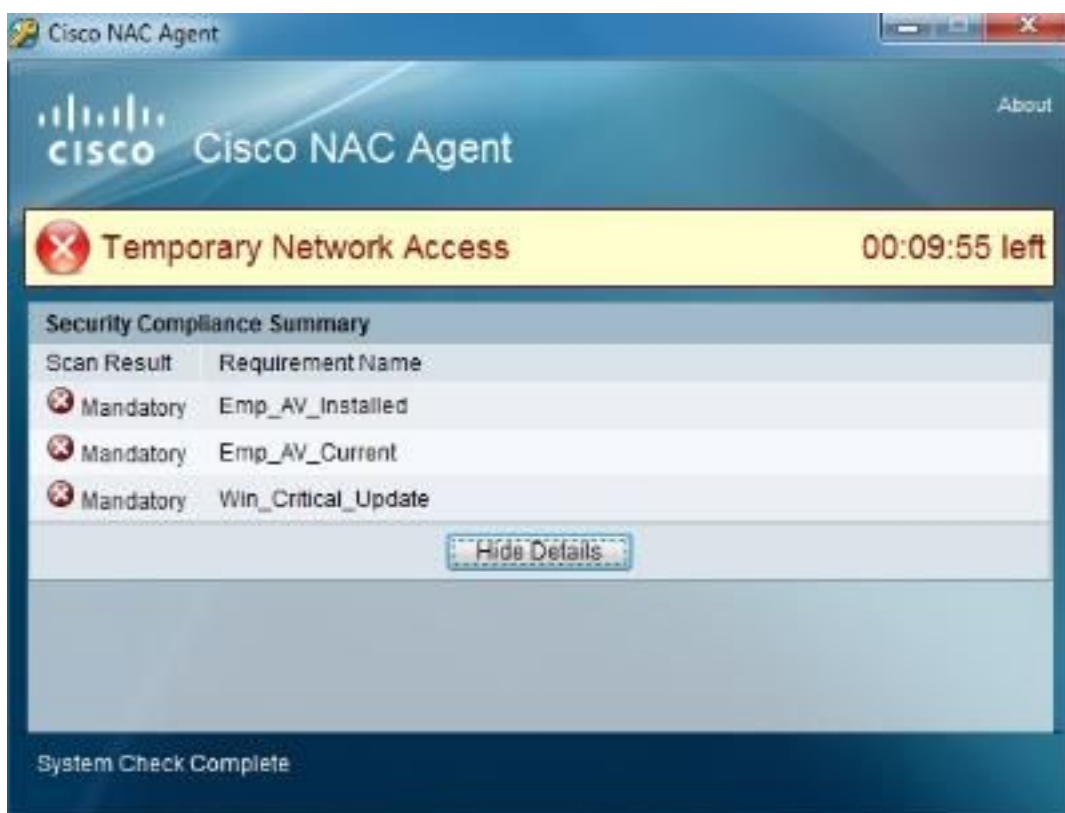 Cisco NAC Agent
About
CISCO Cisco NAC Agent
Temporary Network Access 00:09:55 left
Security Compliance Summary
Scan Result Requirement Name
Mandatory Emp_AV_Installed
Mandatory Emp_AV_Current
Mandatory Win_Critical_Update
Hide Details
System Check Complete